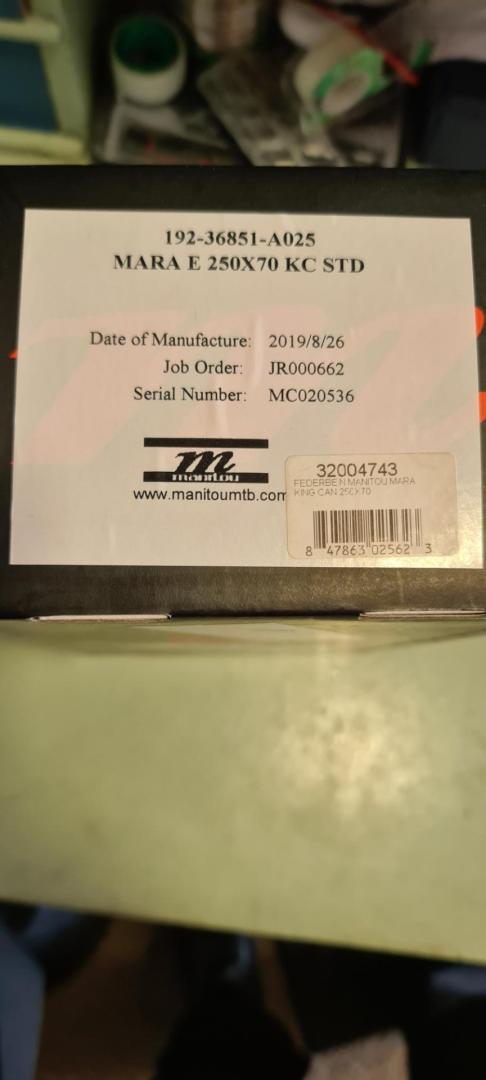 192-36851-A025
MARA E 250X70 KC STD
Date of Manufacture: 2019/8/26
Job Order: JR000662
Serial Number: MC020536
m
manitou
www.manitoumtb.com
32004743
FEDERBEIN MANITOU MARA
KING CAN 250X70
8 47863 02562 3